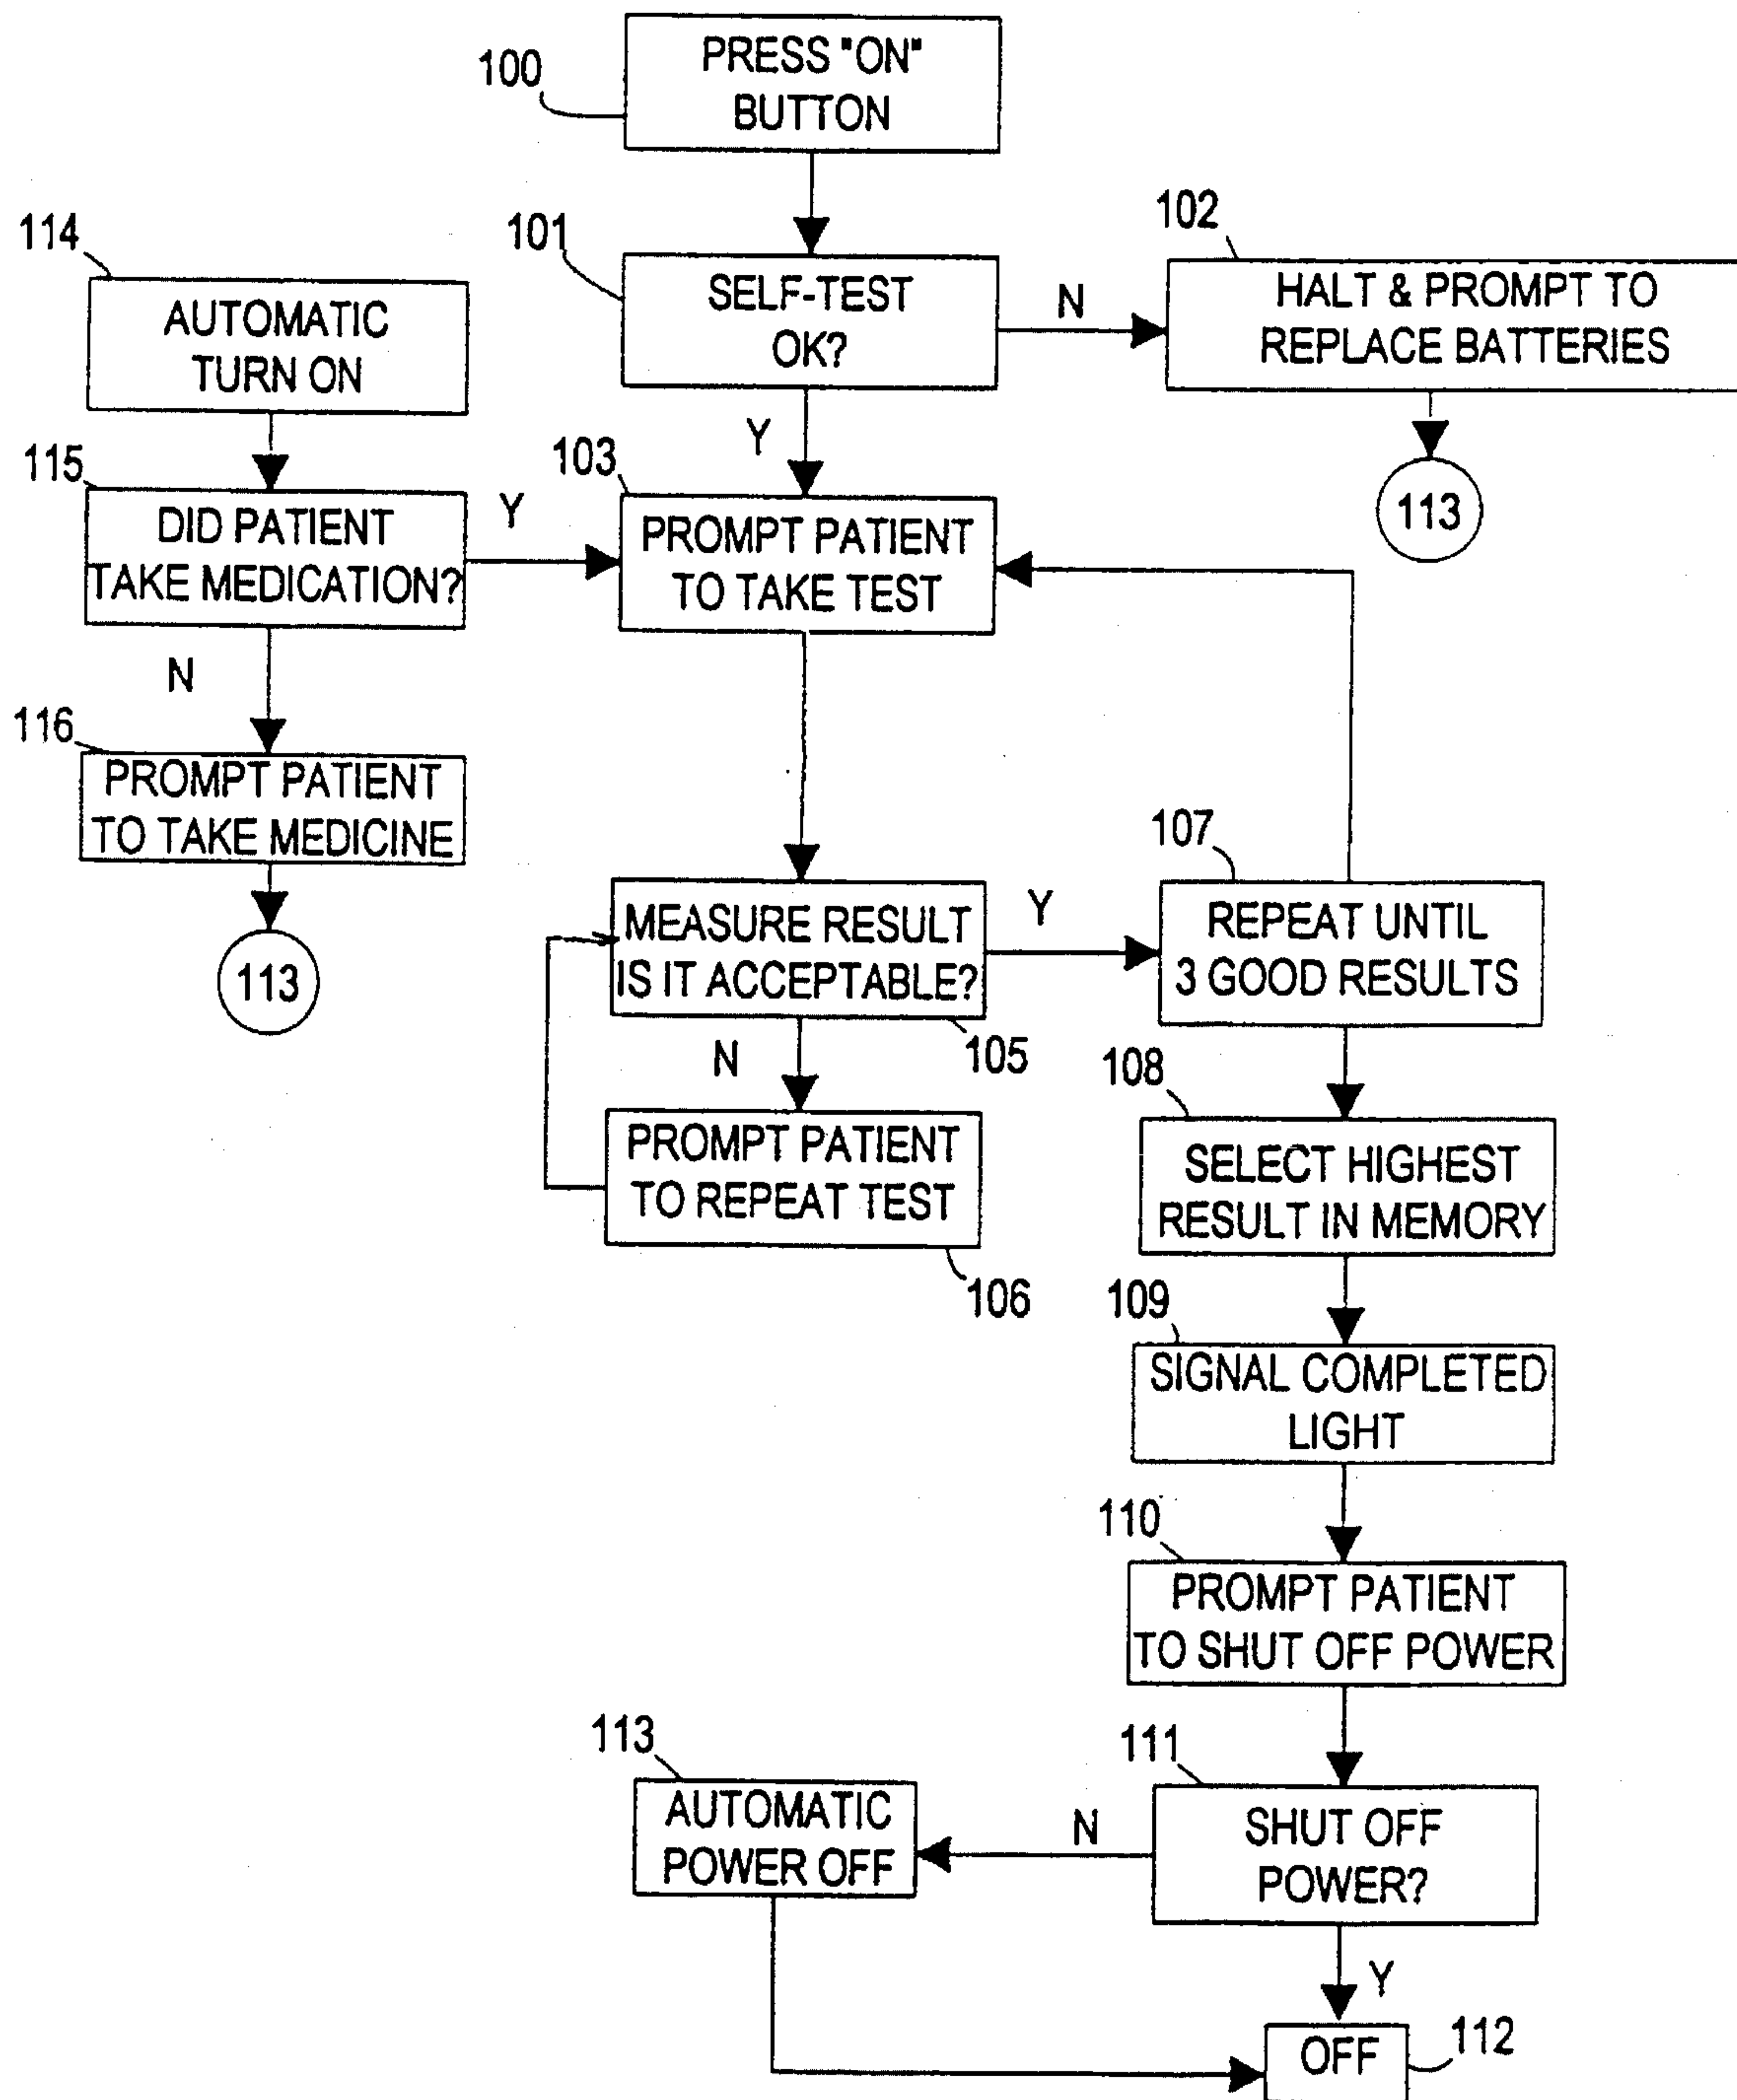 100
PRESS "ON"
BUTTON
114
AUTOMATIC
TURN ON
101
SELF-TEST
OK?
N
102
HALT & PROMPT TO
REPLACE BATTERIES
Y
113
115
DID PATIENT
TAKE MEDICATION?
Y
103
PROMPT PATIENT
TO TAKE TEST
N
116
PROMPT PATIENT
TO TAKE MEDICINE
113
MEASURE RESULT
IS IT ACCEPTABLE?
105
Y
107
REPEAT UNTIL
3 GOOD RESULTS
N
PROMPT PATIENT
TO REPEAT TEST
106
108
SELECT HIGHEST
RESULT IN MEMORY
109
SIGNAL COMPLETED
LIGHT
110
PROMPT PATIENT
TO SHUT OFF POWER
113
AUTOMATIC
POWER OFF
N
111
SHUT OFF
POWER?
Y
OFF
112